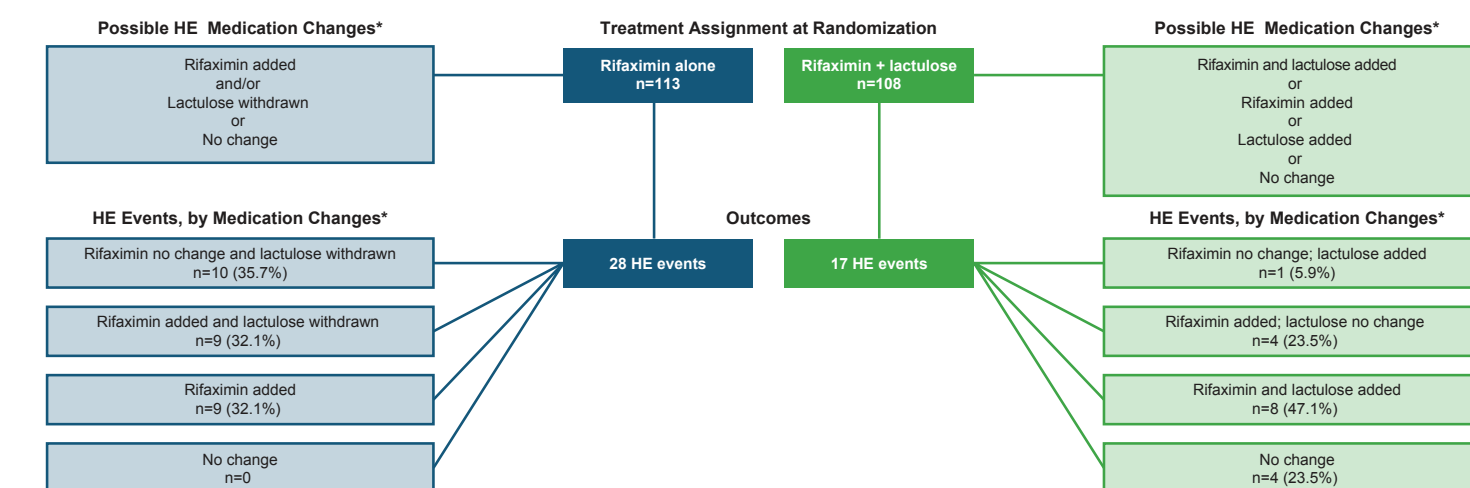 Possible HE Medication Changes*
Rifaximin added
and/or
Lactulose withdrawn
or
No change
Treatment Assignment at Randomization
Rifaximin alone
n=113
Rifaximin + lactulose
n=108
Possible HE Medication Changes*
Rifaximin and lactulose added
or
Rifaximin added
or
Lactulose added
or
No change
HE Events, by Medication Changes*
Rifaximin no change and lactulose withdrawn
n=10 (35.7%)
Rifaximin added and lactulose withdrawn
n=9 (32.1%)
Rifaximin added
n=9 (32.1%)
No change
n=0
Outcomes
28 HE events
17 HE events
HE Events, by Medication Changes*
Rifaximin no change; lactulose added
n=1 (5.9%)
Rifaximin added; lactulose no change
n=4 (23.5%)
Rifaximin and lactulose added
n=8 (47.1%)
No change
n=4 (23.5%)